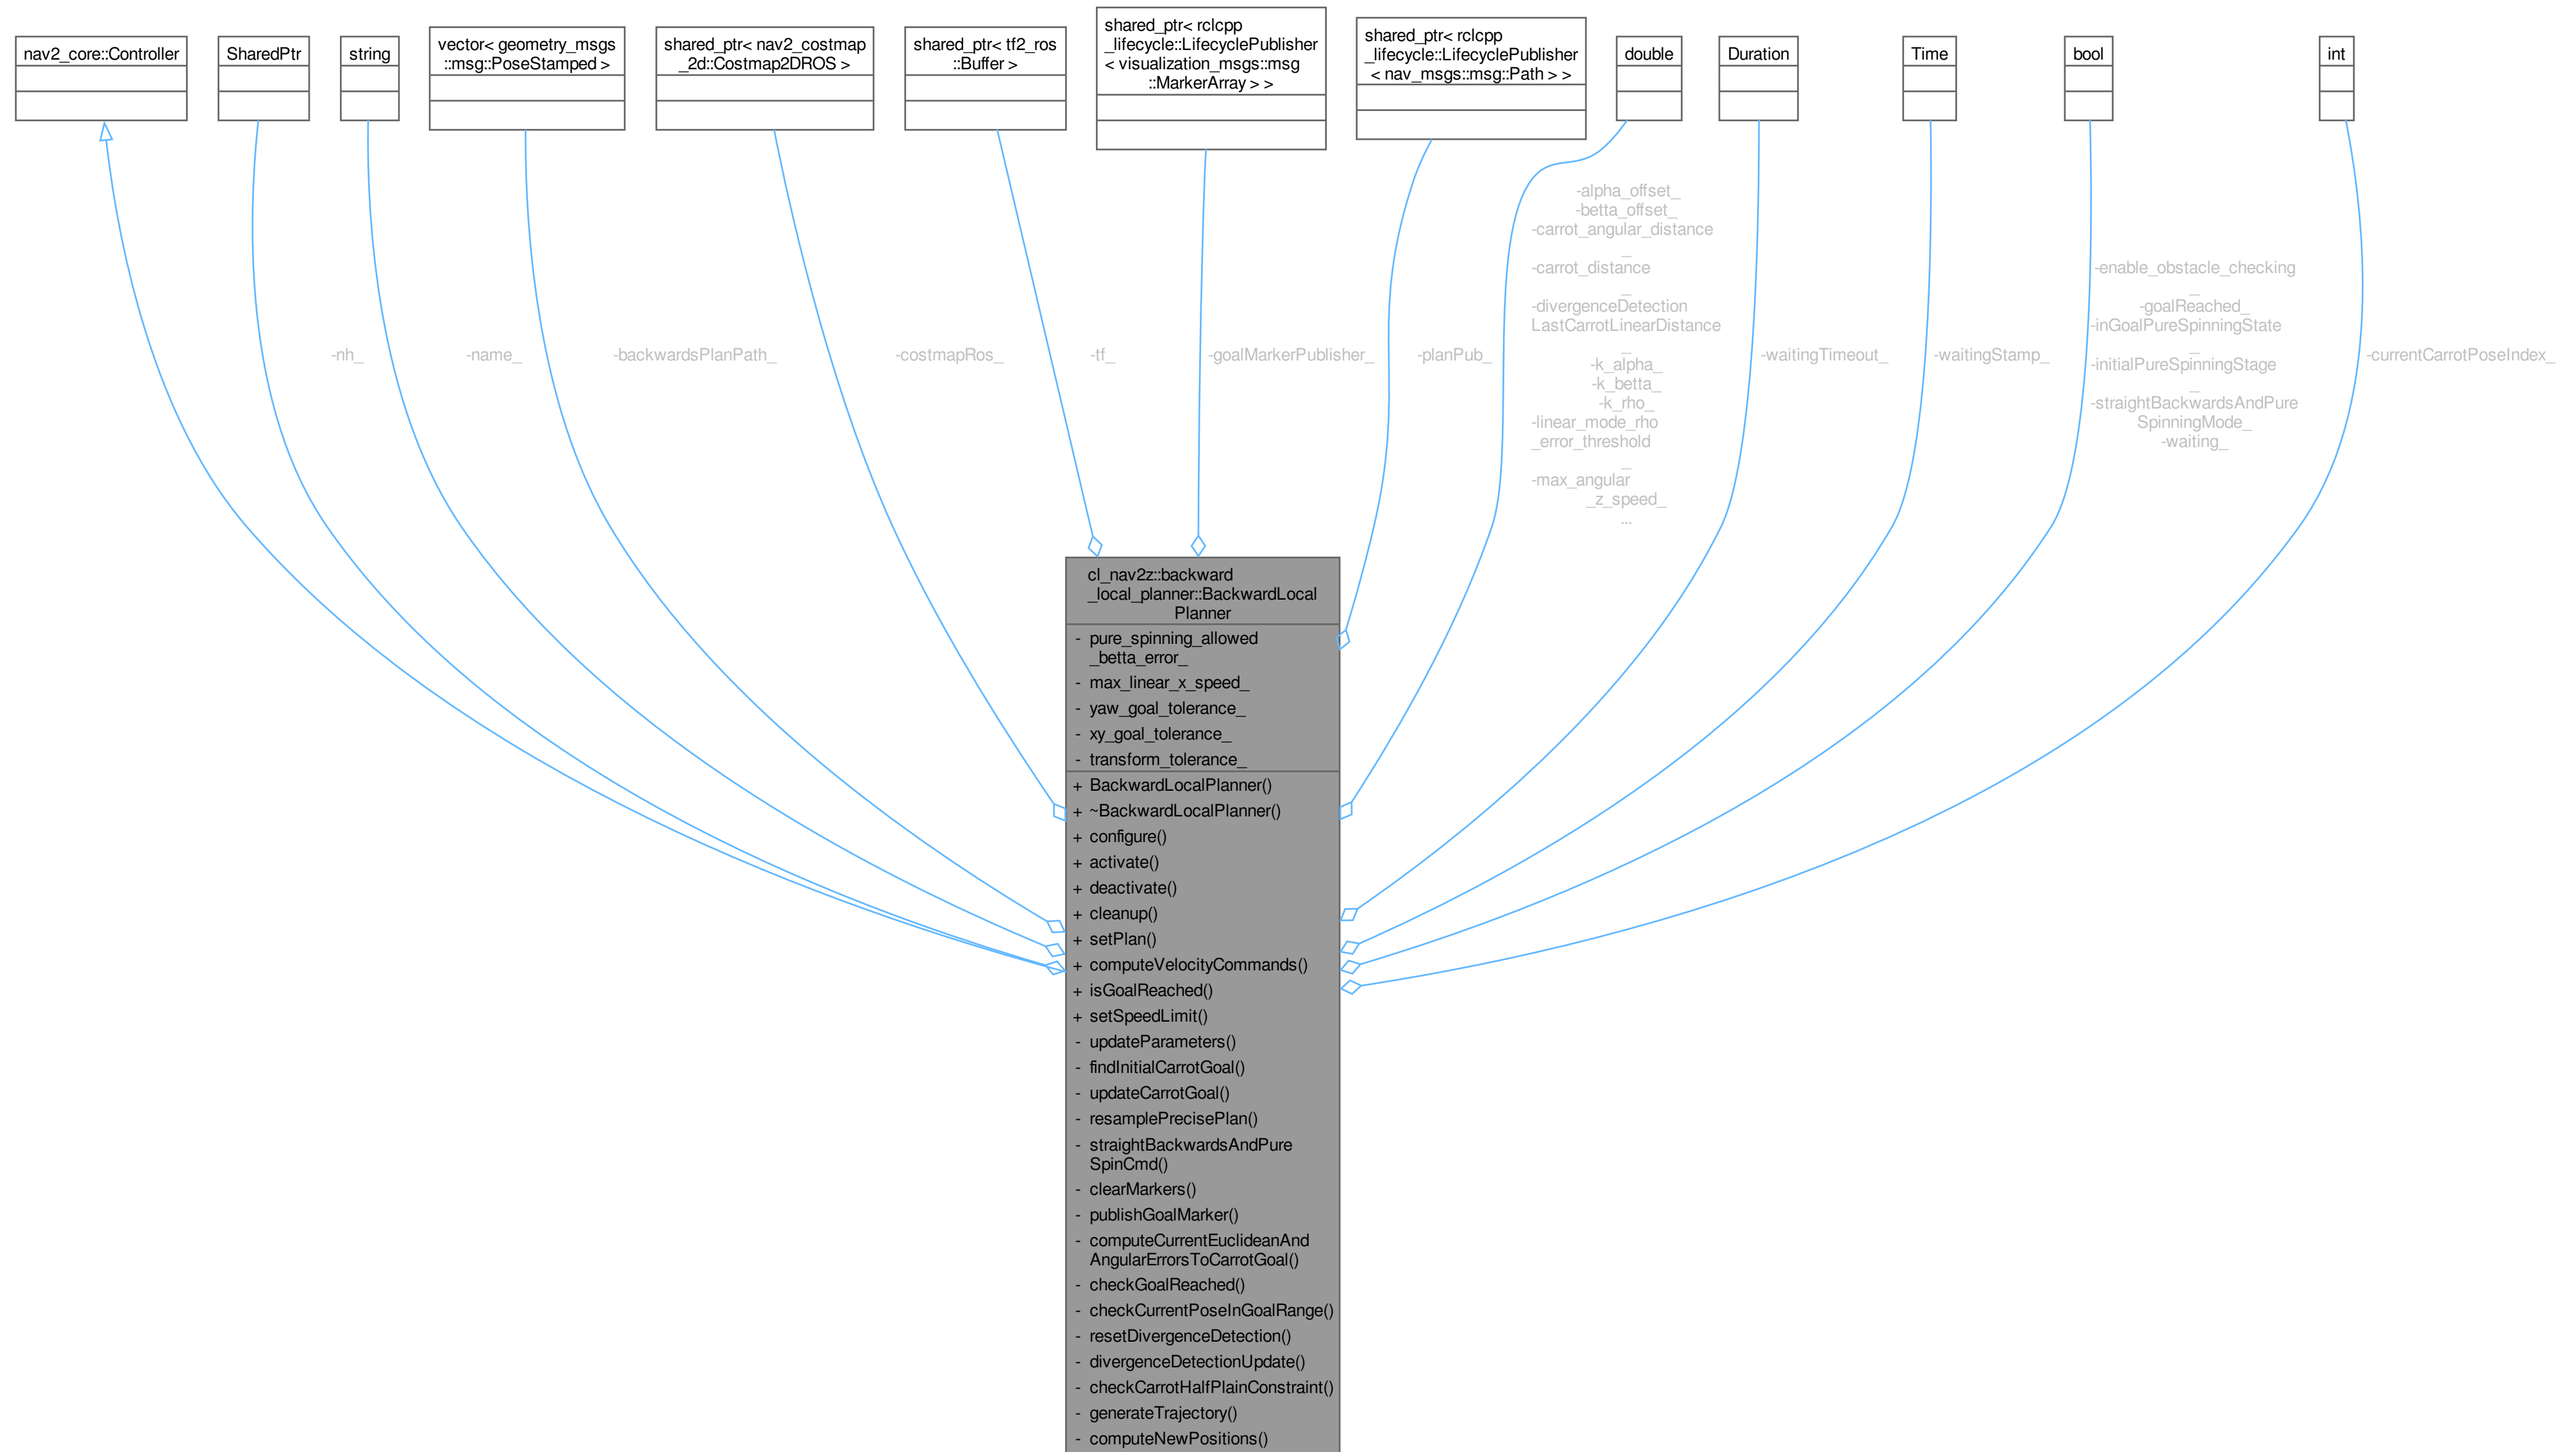 nav2_core::Controller
SharedPtr
string
vector< geometry_msgs
::msg::PoseStamped >
shared_ptr< nav2_costmap
_2d::Costmap2DROS >
shared_ptr< tf2_ros
::Buffer >
shared_ptr< rclcpp
_lifecycle::LifecyclePublisher
< visualization_msgs::msg
::MarkerArray > >
shared_ptr< rclcpp
_lifecycle::LifecyclePublisher
< nav_msgs::msg::Path > >
double
Duration
Time
bool
int
-nh_
-name_
-backwardsPlanPath_
-costmapRos_
-tf_
-goalMarkerPublisher_
-planPub_
-alpha_offset_
-betta_offset_
-carrot_angular_distance
_
-carrot_distance
_
-divergenceDetection
LastCarrotLinearDistance
_
-k_alpha_
-k_betta_
-k_rho_
-linear_mode_rho
_error_threshold
_
-max_angular
_z_speed_
...
-waitingTimeout_
-waitingStamp_
-enable_obstacle_checking
_
-goalReached_
-inGoalPureSpinningState
_
-initialPureSpinningStage
_
-straightBackwardsAndPure
SpinningMode_
-waiting_
-currentCarrotPoseIndex_
cl_nav2z::backward
_local_planner::BackwardLocal
Planner
- pure_spinning_allowed
_betta_error_
- max_linear_x_speed_
- yaw_goal_tolerance_
- xy_goal_tolerance_
- transform_tolerance_
+ BackwardLocalPlanner()
+ ~BackwardLocalPlanner()
+ configure()
+ activate()
+ deactivate()
+ cleanup()
+ setPlan()
+ computeVelocityCommands()
+ isGoalReached()
+ setSpeedLimit()
- updateParameters()
- findInitialCarrotGoal()
- updateCarrotGoal()
- resamplePrecisePlan()
- straightBackwardsAndPure
SpinCmd()
- clearMarkers()
- publishGoalMarker()
- computeCurrentEuclideanAnd
AngularErrorsToCarrotGoal()
- checkGoalReached()
- checkCurrentPoseInGoalRange()
- resetDivergenceDetection()
- divergenceDetectionUpdate()
- checkCarrotHalfPlainConstraint()
- generateTrajectory()
- computeNewPositions()